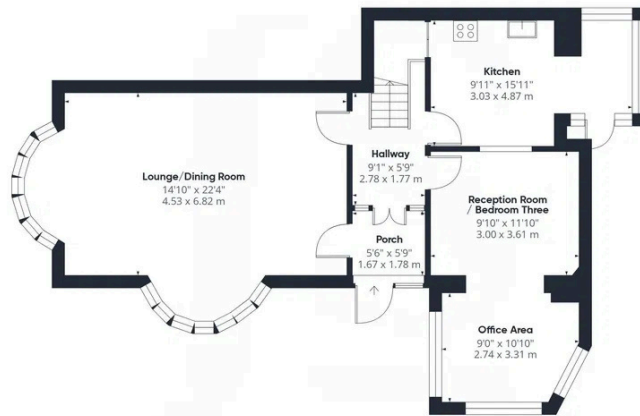 Kitchen
9'11" x 15'11"
3.03 x 4.87 m
Lounge/Dining Room
14'10" x 22'4"
4.53 x 6.82 m
Hallway
9'1" x 5'9"
2.78 x 1.77 m
Reception Room
/ Bedroom Three
9'10" x 11'10"
3.00 x 3.61 m
Porch
5'6" x 5'9"
1.67 x 1.78 m
Office Area
9'0" x 10'10"
2.74 x 3.31 m